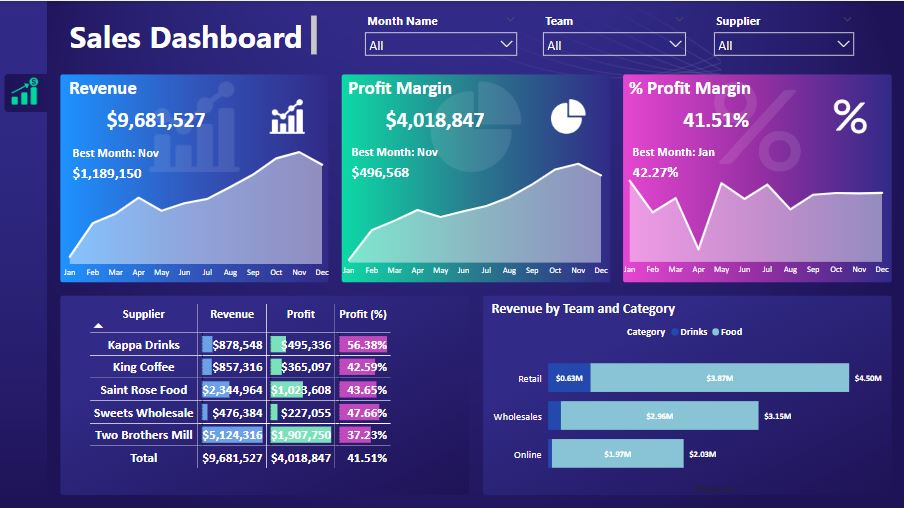 Sales Dashboard
Month Name
Team
Supplier
All
All
All
Revenue
$9,681,527
Best Month: Nov
$1,189,150
Jan Feb Mar Apr May Jun Jul Aug Sep Oct Nov Dec
Profit Margin
$4,018,847
Best Month: Nov
$496,568
Jan Feb Mar Apr May Jun Jul Aug Sep Oct Nov Dec
% Profit Margin
41.51%
%
Best Month: Jan
42.27%
Jan Feb Mar Apr May Jun Jul Aug Sep Oct Nov Dec
Supplier Revenue Profit Profit (%)
Kappa Drinks $878,548 $495,336 56.38%
King Coffee $857,316 $365,097 42.59%
Saint Rose Food $2,344,964 $1,023,608 43.65%
Sweets Wholesale $476,384 $227,055 47.66%
Two Brothers Mill $5,124,316 $1,907,750 37.23%
Total $9,681,527 $4,018,847 41.51%
Revenue by Team and Category
Category Drinks Food
Retail $0.63M $3.87M $4.50M
Wholesales $2.96M $3.15M
Online $1.97M $2.03M